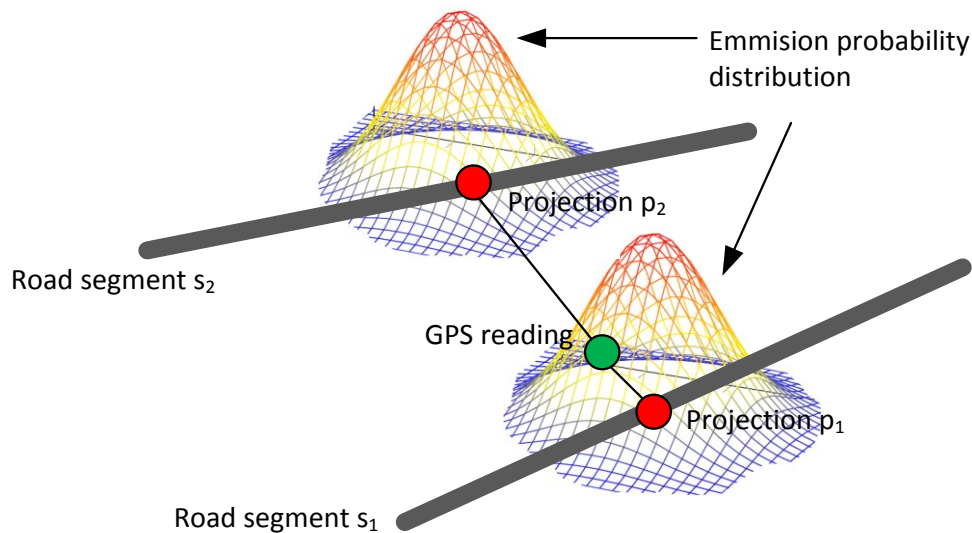 Emmision probability
distribution
Projection p₂
Road segment s₂
GPS reading
Projection p₁
Road segment s₁